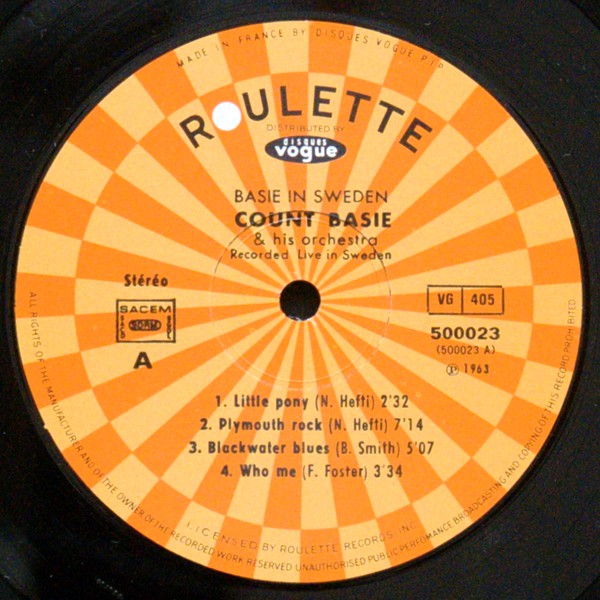 MADE IN FRANCE BY DISQUES VOGUE P.I.P.
ROULETTE
DISTRIBUTED BY
DISQUES
vogue
BASIE IN SWEDEN
COUNT BASIE
& his orchestra
Recorded Live in Sweden
Stéréo
SACEM
A
VG 405
500023
(500023 A)
℗ 1963
1. Little pony (N. Hefti) 2'32
2. Plymouth rock (N. Hefti) 7'14
3. Blackwater blues (B. Smith) 5'07
4. Who me (F. Foster) 3'34
LICENSED BY ROULETTE RECORDS, INC.
ALL RIGHTS OF THE MANUFACTURER AND OF THE OWNER OF THE RECORDED WORK RESERVED UNAUTHORISED PUBLIC PERFOMANCE BROADCASTING AND COPYING OF THIS RECORD PROHIBITED